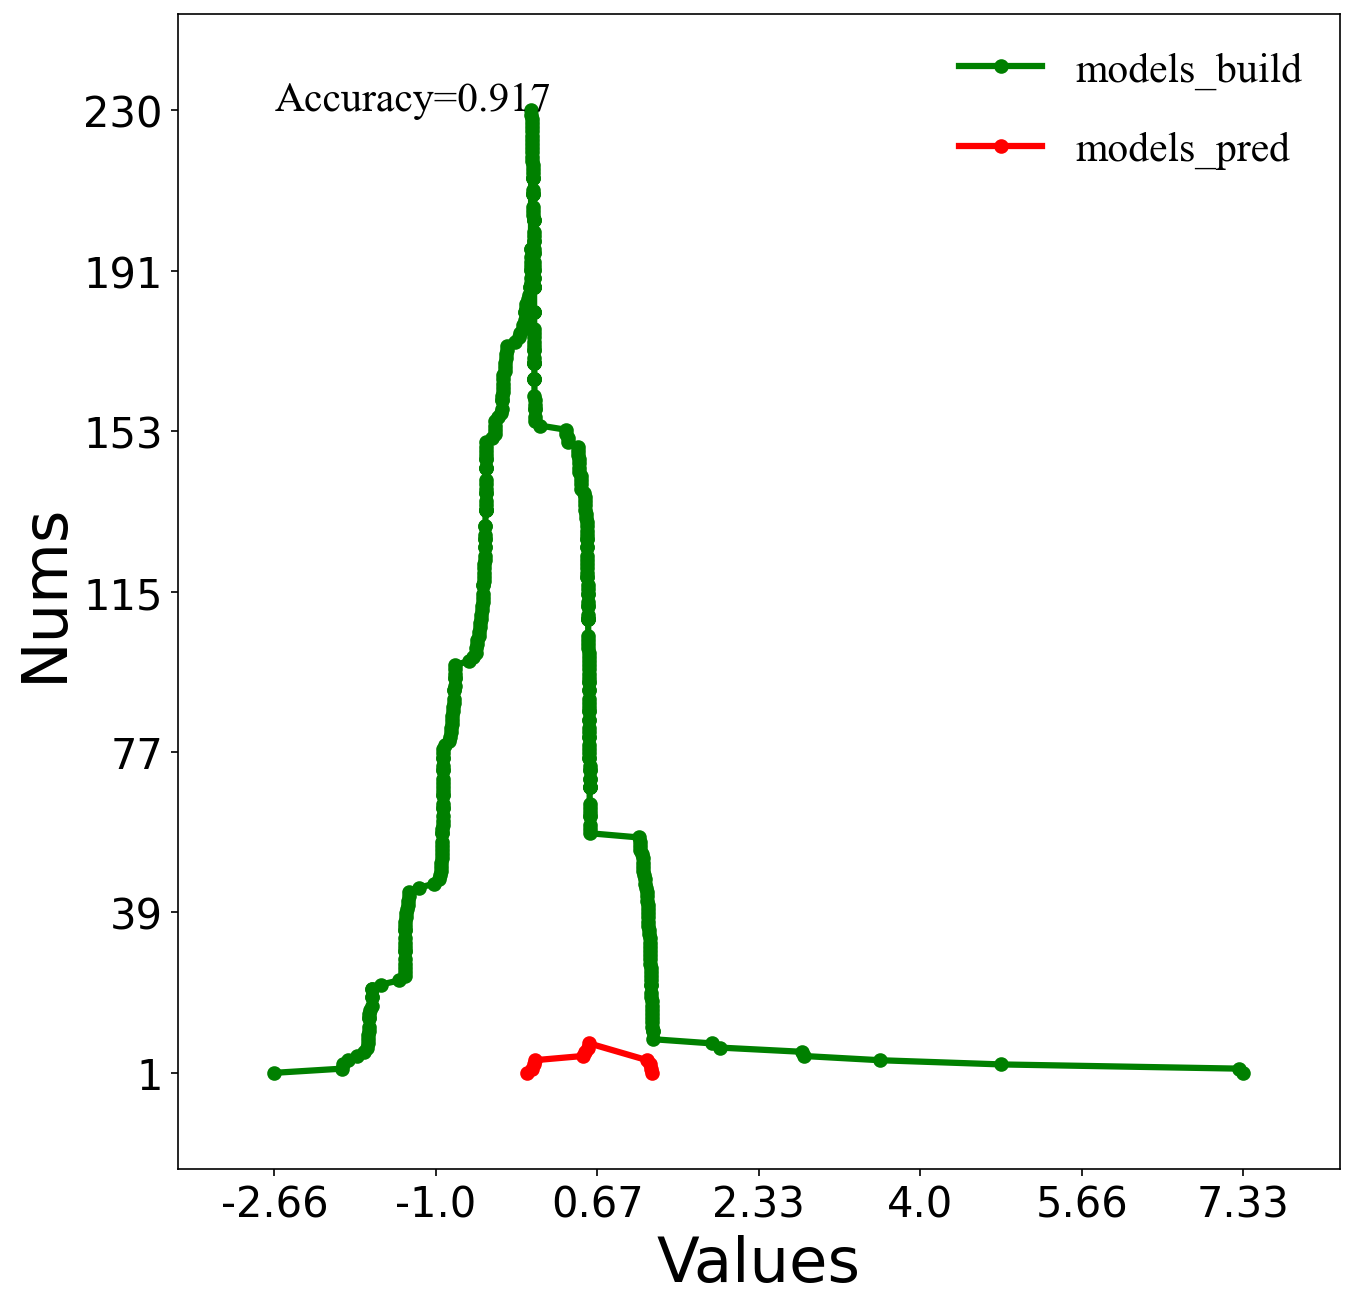 Accuracy=0.917
models_build
models_pred
230
191
153
115
77
39
1
Nums
-2.66 -1.0 0.67 2.33 4.0 5.66 7.33
Values